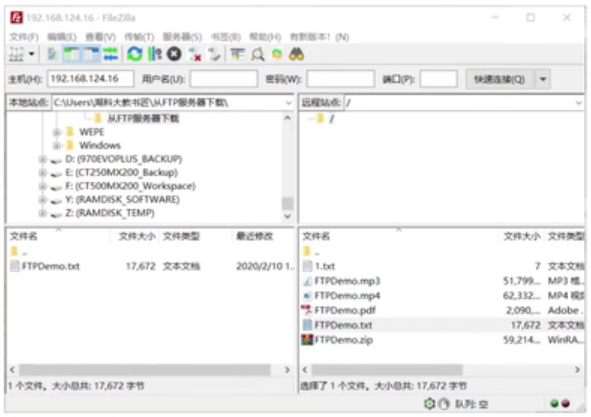 192.168.124.16 - FileZilla
文件(F) 编辑(E) 查看(V) 传输(T) 服务器(S) 书签(B) 帮助(H) 有新版本!(N)
主机(H): 192.168.124.16 用户名(U): 密码(W): 端口(P): 快速连接(Q)
本地站点: C:\Users\湖科大教书匠\从FTP服务器下载\
从FTP服务器下载
WEPE
Windows
D: (970EVOPLUS_BACKUP)
E: (CT250MX200_Backup)
F: (CT500MX200_Workspace)
Y: (RAMDISK_SOFTWARE)
Z: (RAMDISK_TEMP)
远程站点: /
/
文件名 文件大小 文件类型 最近修改
..
FTPDemo.txt 17,672 文本文档 2020/2/10 1...
1 个文件。大小总共: 17,672 字节
文件名 文件大小 文件类型
..
1.txt 7 文本文档
FTPDemo.mp3 51,799... MP3 格...
FTPDemo.mp4 62,332... MP4 视频
FTPDemo.pdf 2,090,... Adobe .
FTPDemo.txt 17,672 文本文档
FTPDemo.zip 59,214... WinRA...
选择了 1 个文件。大小总共: 17,672 字节
队列: 空